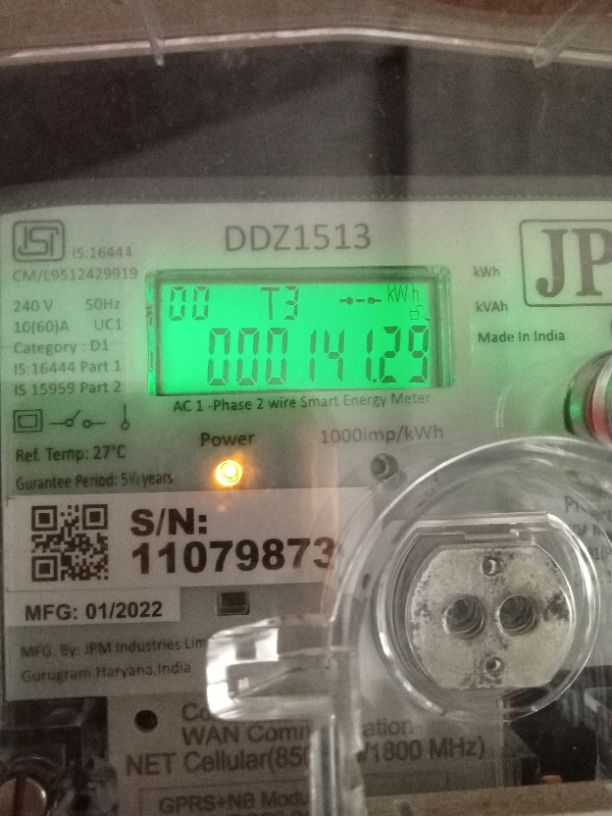 DDZ1513
IS:16444
CM/L9512429919
240 V 50Hz
10(60)A UC1
Category : D1
IS:16444 Part 1
IS 15959 Part 2
00 T3 kWh
000141.29
kWh
kVAh
JP
Made In India
AC 1 -Phase 2 wire Smart Energy Meter
Ref. Temp: 27°C
Gurantee Period: 5½ years
Power
1000imp/kWh
S/N:
11079873
MFG: 01/2022
MFG. By: JPM Industries
Gurugram.Haryana.India
WAN
NET Cellular(850 /1800 MHz)
GPRS+NB